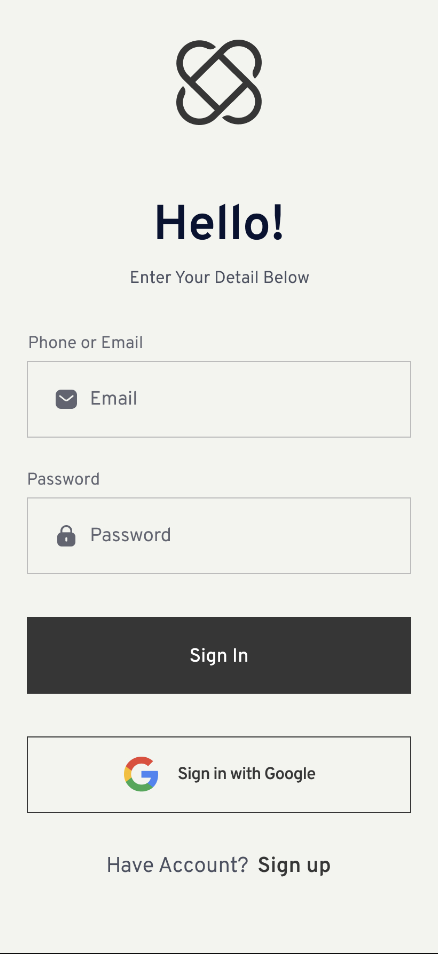 Hello!
Enter Your Detail Below
Phone or Email
Email
Password
Password
Sign In
Sign in with Google
Have Account? Sign up